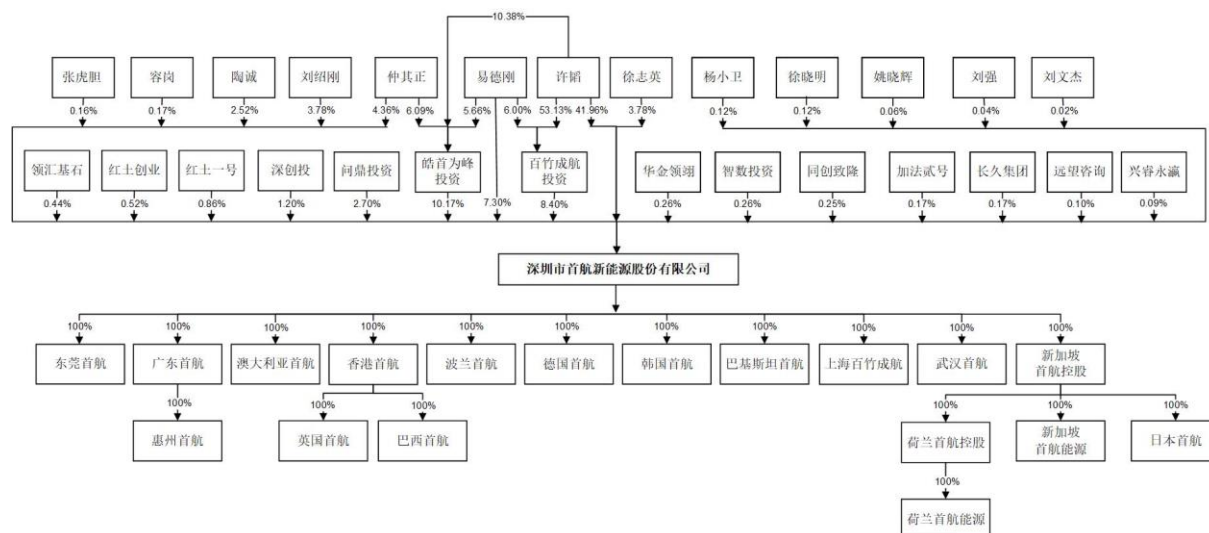 10.38%
张虎胆 容岗 陶诚 刘绍刚 仲其正 易德刚 许韬 徐志英 杨小卫 徐晓明 姚晓辉 刘强 刘文杰
0.16% 0.17% 2.52% 3.78% 4.36% 6.09% 5.66% 6.00% 53.13% 41.96% 3.78% 0.12% 0.12% 0.06% 0.04% 0.02%
领汇基石 红土创业 红土一号 深创投 问鼎投资 皓首为峰 百竹成航 华金领翊 智数投资 同创致隆 加法贰号 长久集团 远望咨询 兴睿永瀛
投资 投资
0.44% 0.52% 0.86% 1.20% 2.70% 10.17% 7.30% 8.40% 0.26% 0.26% 0.25% 0.17% 0.17% 0.10% 0.09%
深圳市首航新能源股份有限公司
100% 100% 100% 100% 100% 100% 100% 100% 100% 100% 100%
东莞首航 广东首航 澳大利亚首航 香港首航 波兰首航 德国首航 韩国首航 巴基斯坦首航 上海百竹成航 武汉首航 新加坡
首航控股
100% 100% 100% 100% 100% 100%
惠州首航 英国首航 巴西首航 荷兰首航控股 新加坡 日本首航
首航能源
100%
荷兰首航能源